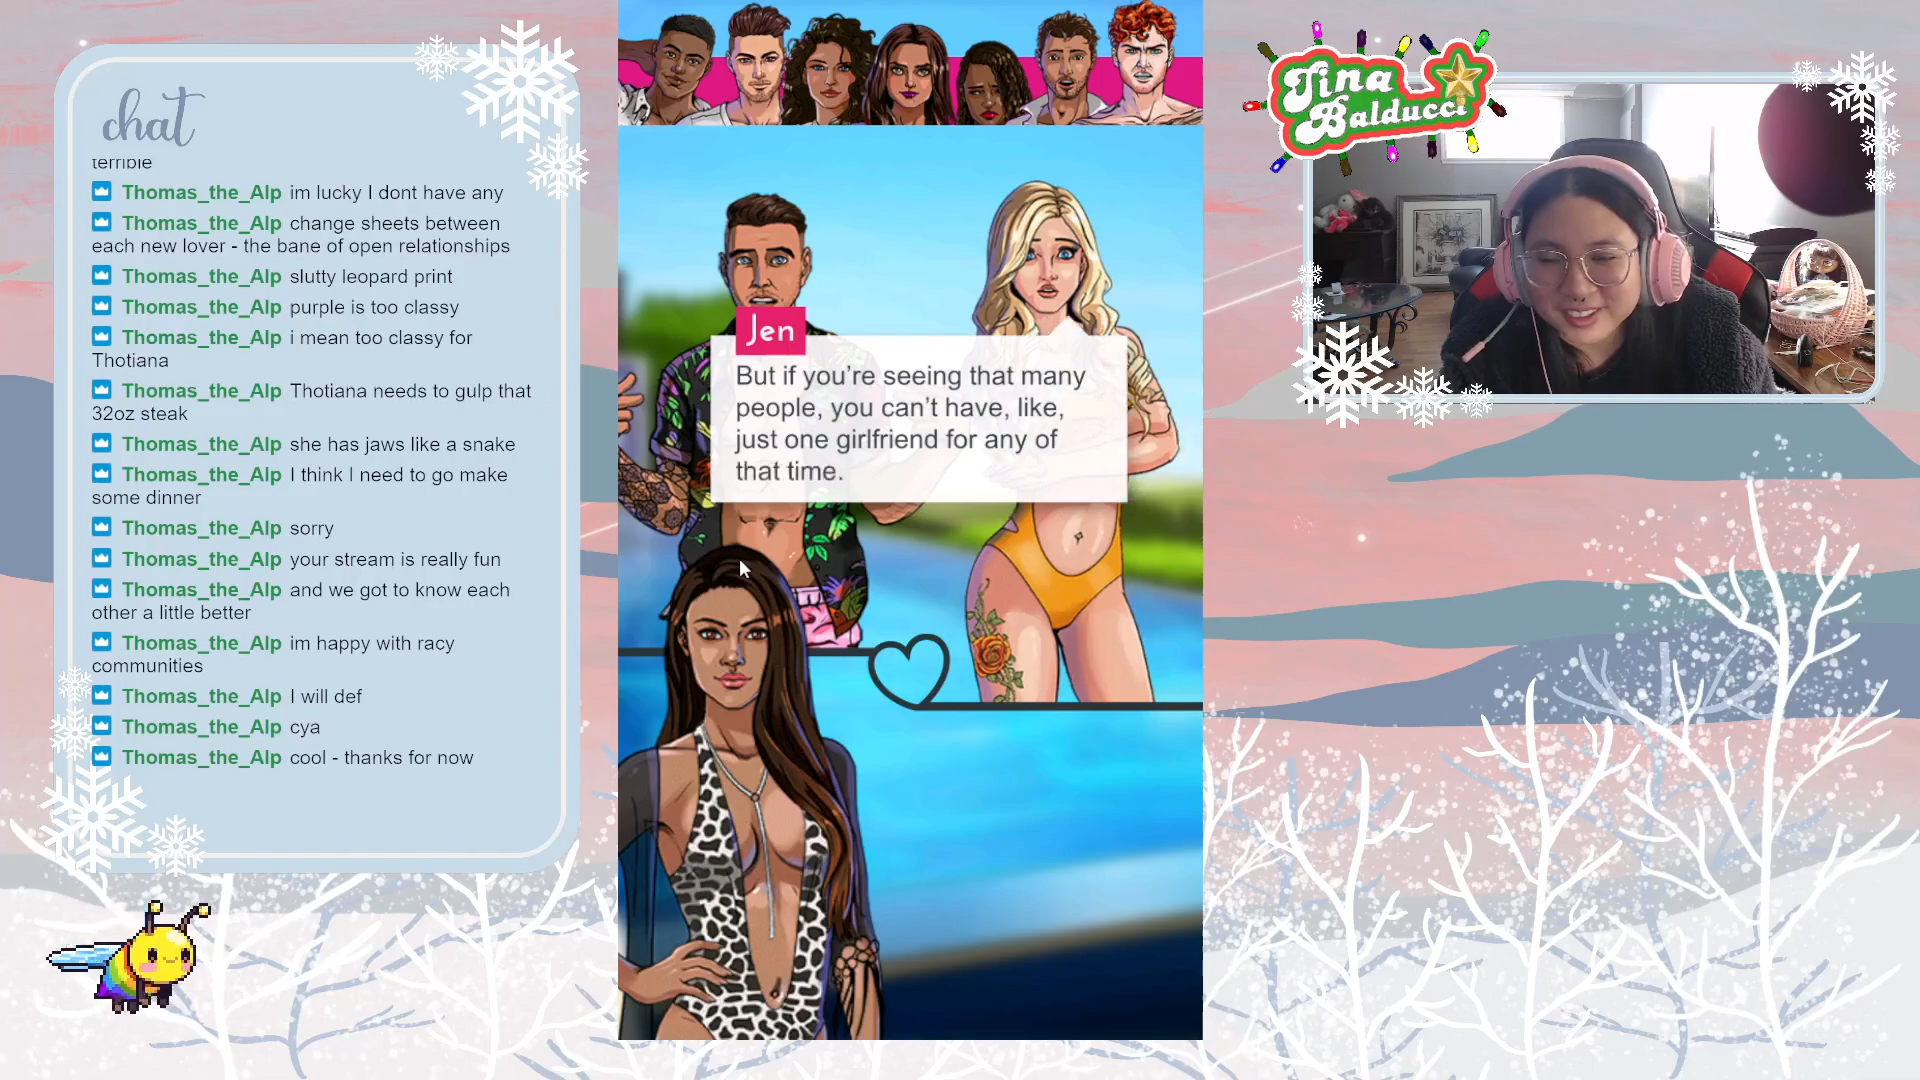 chat
terrible
Thomas_the_Alp im lucky I dont have any
Thomas_the_Alp change sheets between
each new lover - the bane of open relationships
Thomas_the_Alp slutty leopard print
Thomas_the_Alp purple is too classy
Thomas_the_Alp i mean too classy for
Thotiana
Thomas_the_Alp Thotiana needs to gulp that
32oz steak
Thomas_the_Alp she has jaws like a snake
Thomas_the_Alp I think I need to go make
some dinner
Thomas_the_Alp sorry
Thomas_the_Alp your stream is really fun
Thomas_the_Alp and we got to know each
other a little better
Thomas_the_Alp im happy with racy
communities
Thomas_the_Alp I will def
Thomas_the_Alp cya
Thomas_the_Alp cool - thanks for now
Jen
But if you’re seeing that many
people, you can’t have, like,
just one girlfriend for any of
that time.
Tina
Balducci